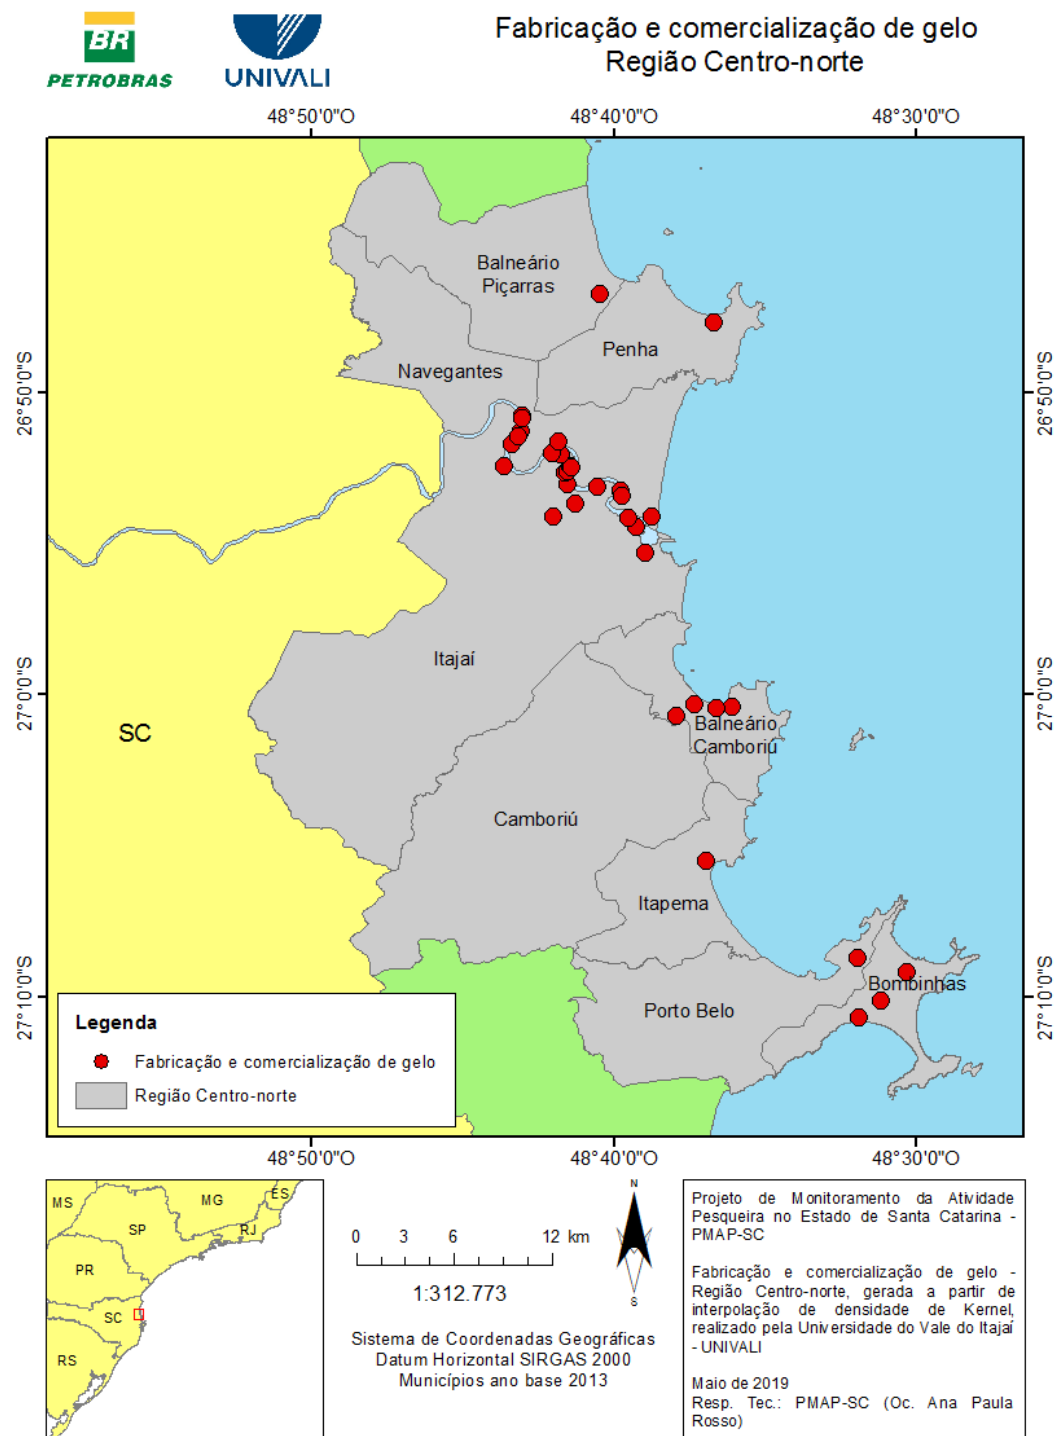 BR
PETROBRAS
UNIVALI
Fabricação e comercialização de gelo
Região Centro-norte
48°50'0"O
48°40'0"O
48°30'0"O
26°50'0"S
26°50'0"S
27°0'0"S
27°0'0"S
27°10'0"S
27°10'0"S
Balneário
Piçarras
Penha
Navegantes
Itajaí
SC
Balneário
Camboriú
Camboriú
Itapema
Bombinhas
Porto Belo
Legenda
Fabricação e comercialização de gelo
Região Centro-norte
48°50'0"O
48°40'0"O
48°30'0"O
MS
MG
ES
SP
RJ
PR
SC
RS
0 3 6 12 km
1:312.773
Sistema de Coordenadas Geográficas
Datum Horizontal SIRGAS 2000
Municípios ano base 2013
N
S
Projeto de Monitoramento da Atividade
Pesqueira no Estado de Santa Catarina -
PMAP-SC
Fabricação e comercialização de gelo -
Região Centro-norte, gerada a partir de
interpolação de densidade de Kernel,
realizado pela Universidade do Vale do Itajaí
- UNIVALI
Maio de 2019
Resp. Tec.: PMAP-SC (Oc. Ana Paula
Rosso)